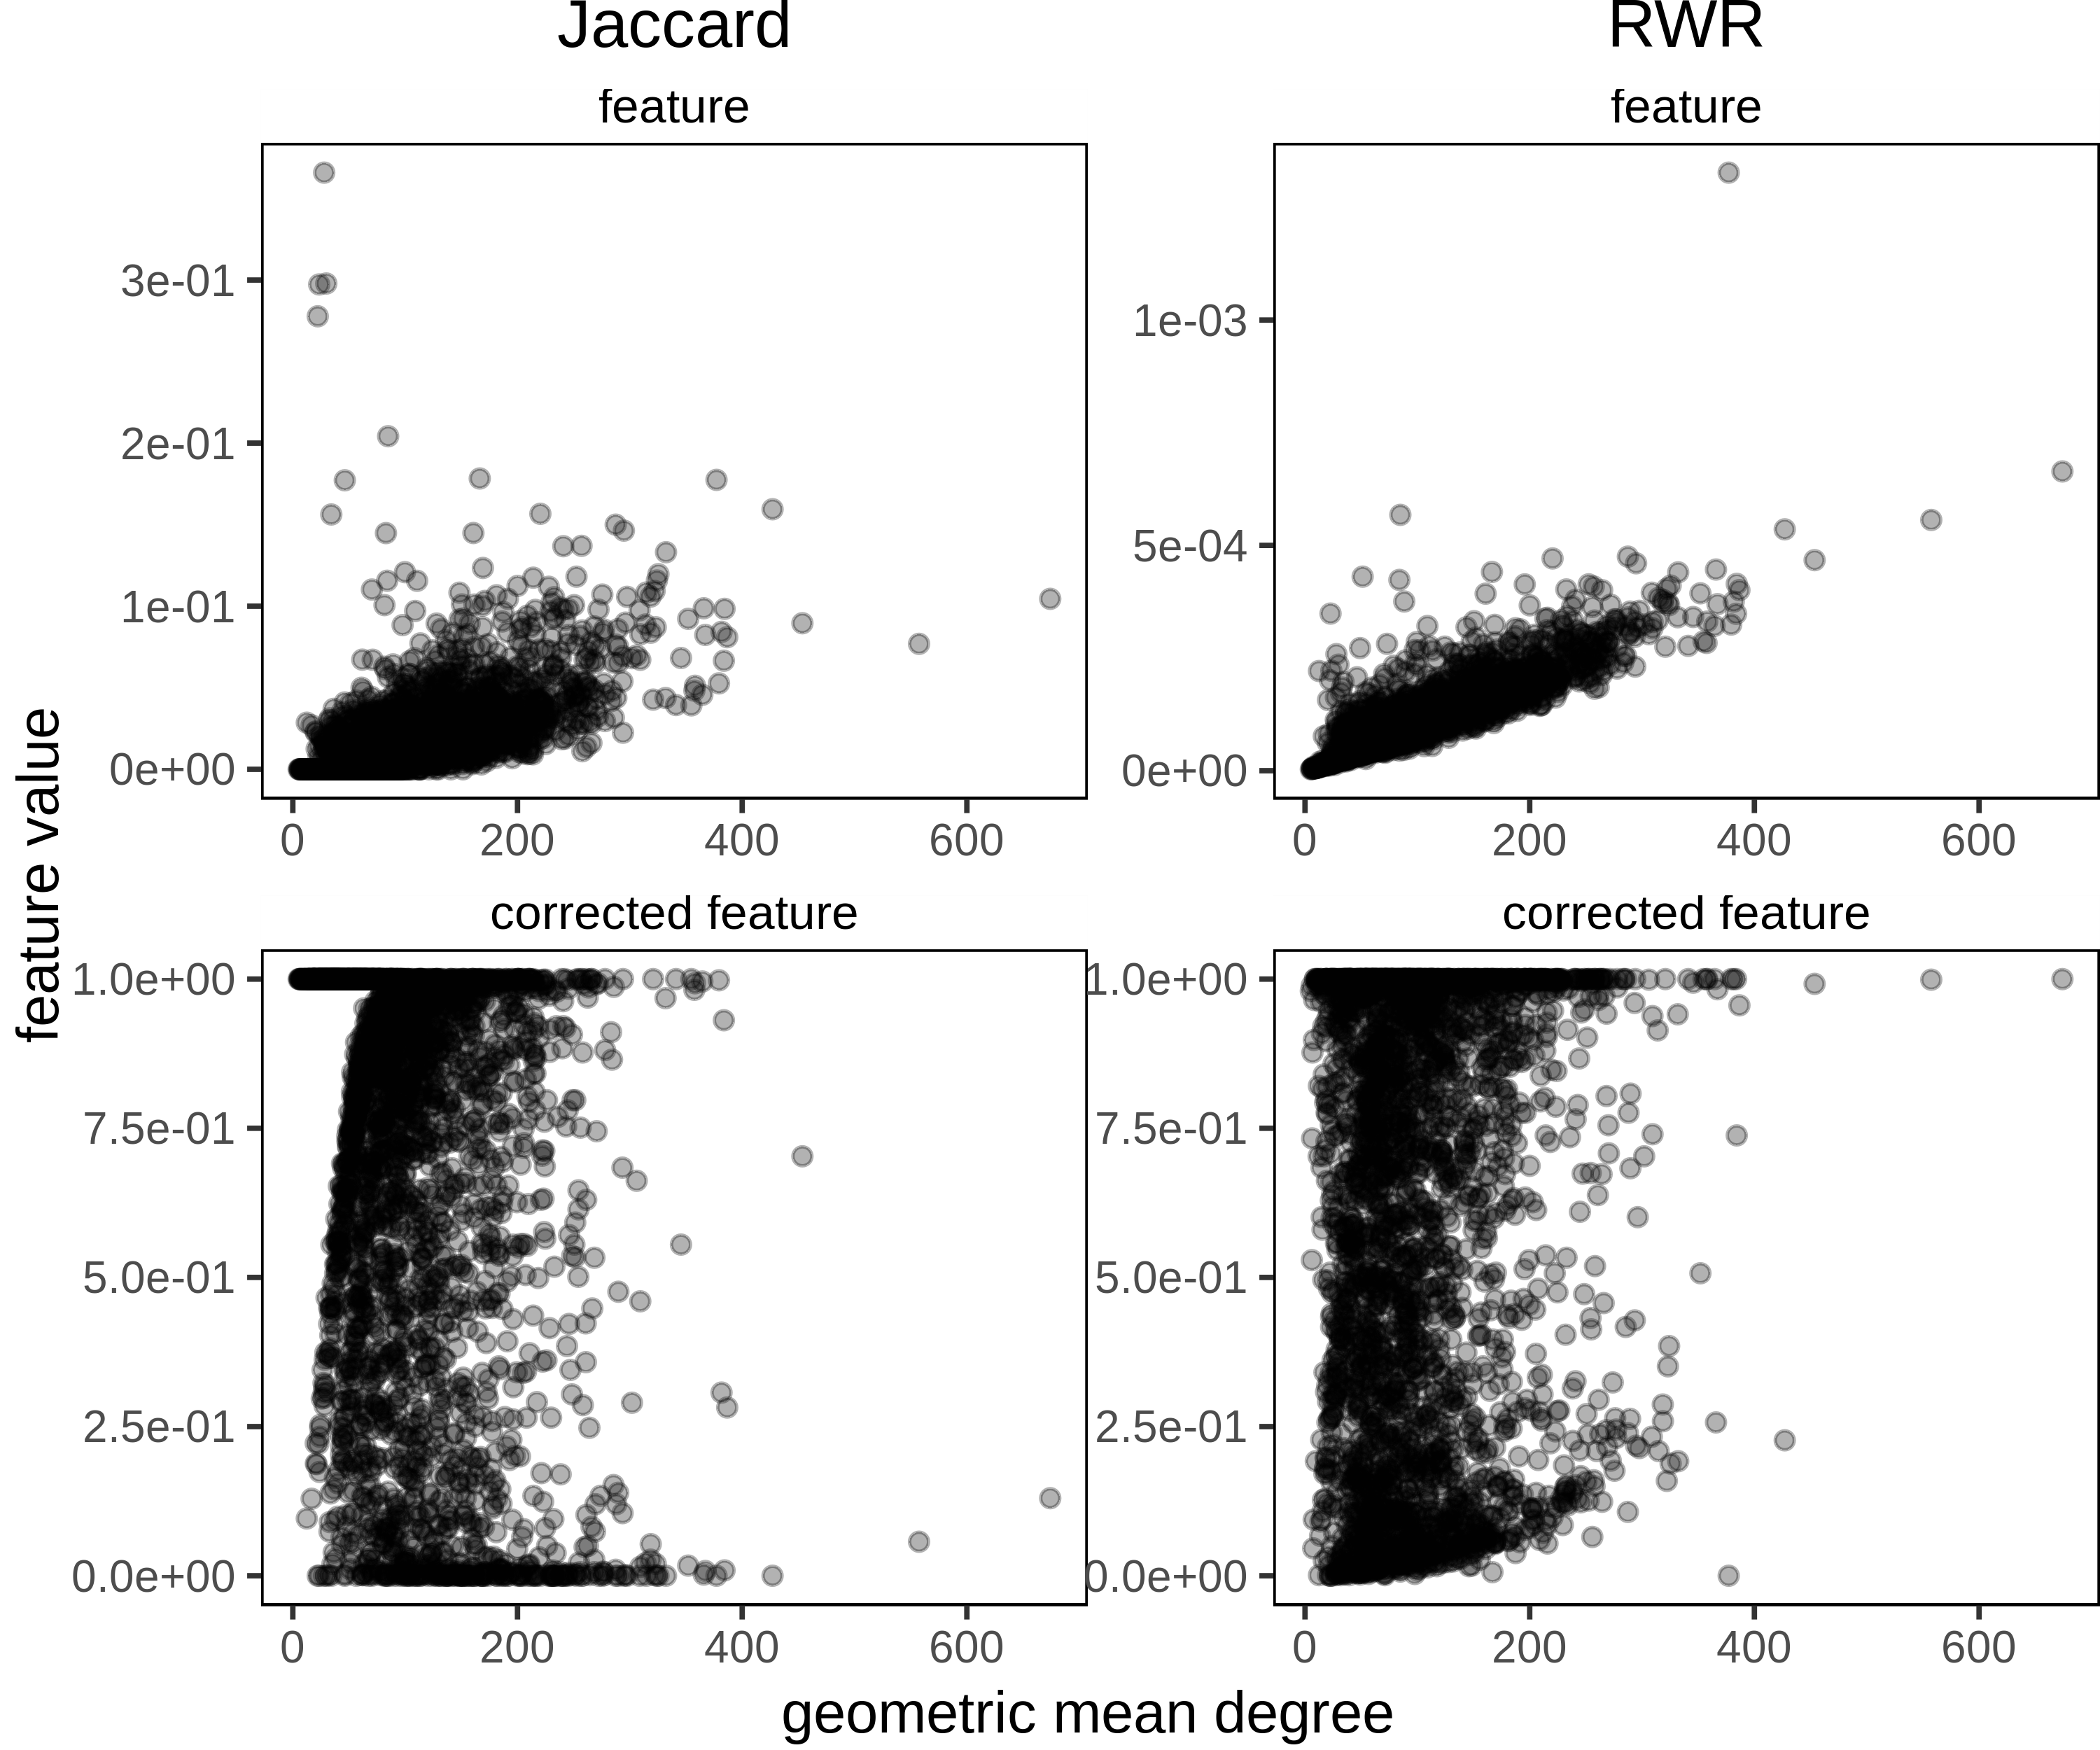 Jaccard RWR
feature feature
3e-01
2e-01
1e-01
0e+00
1e-03
5e-04
0e+00
0 200 400 600
0 200 400 600
feature value
corrected feature corrected feature
1.0e+00
7.5e-01
5.0e-01
2.5e-01
0.0e+00
1.0e+00
7.5e-01
5.0e-01
2.5e-01
0.0e+00
0 200 400 600
0 200 400 600
geometric mean degree